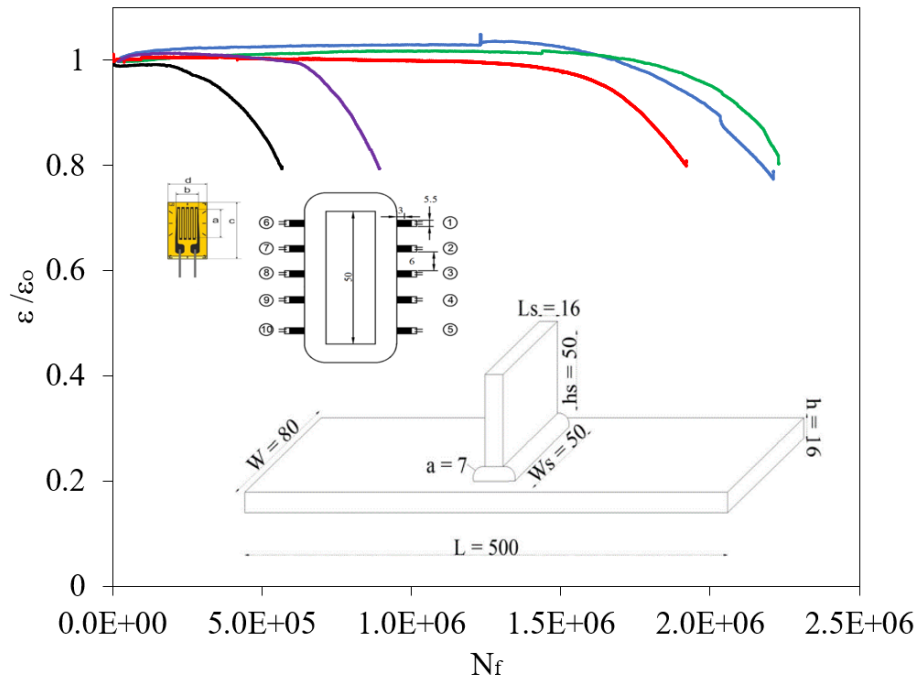 ε /εo
1
0.8
0.6
0.4
0.2
0
0.0E+00 5.0E+05 1.0E+06 1.5E+06 2.0E+06 2.5E+06
Nf
d
b
a
c
6
7
8
9
10
50
3
5.5
6
1
2
3
4
5
Ls = 16
hs = 50
h = 16
W = 80
a = 7
Ws = 50
L = 500